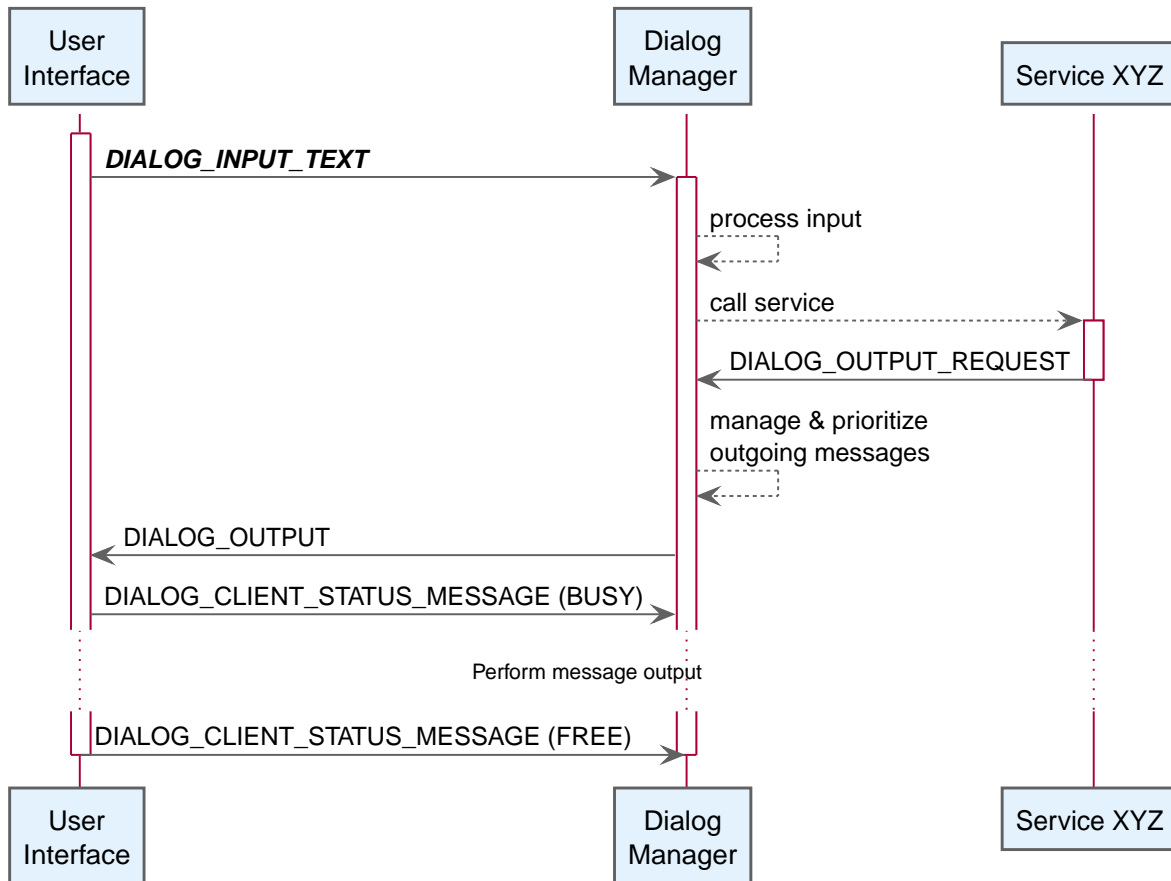 User
Interface
Dialog
Manager
Service XYZ
DIALOG_INPUT_TEXT
process input
call service
DIALOG_OUTPUT_REQUEST
manage & prioritize
outgoing messages
DIALOG_OUTPUT
DIALOG_CLIENT_STATUS_MESSAGE (BUSY)
Perform message output
DIALOG_CLIENT_STATUS_MESSAGE (FREE)
User
Interface
Dialog
Manager
Service XYZ